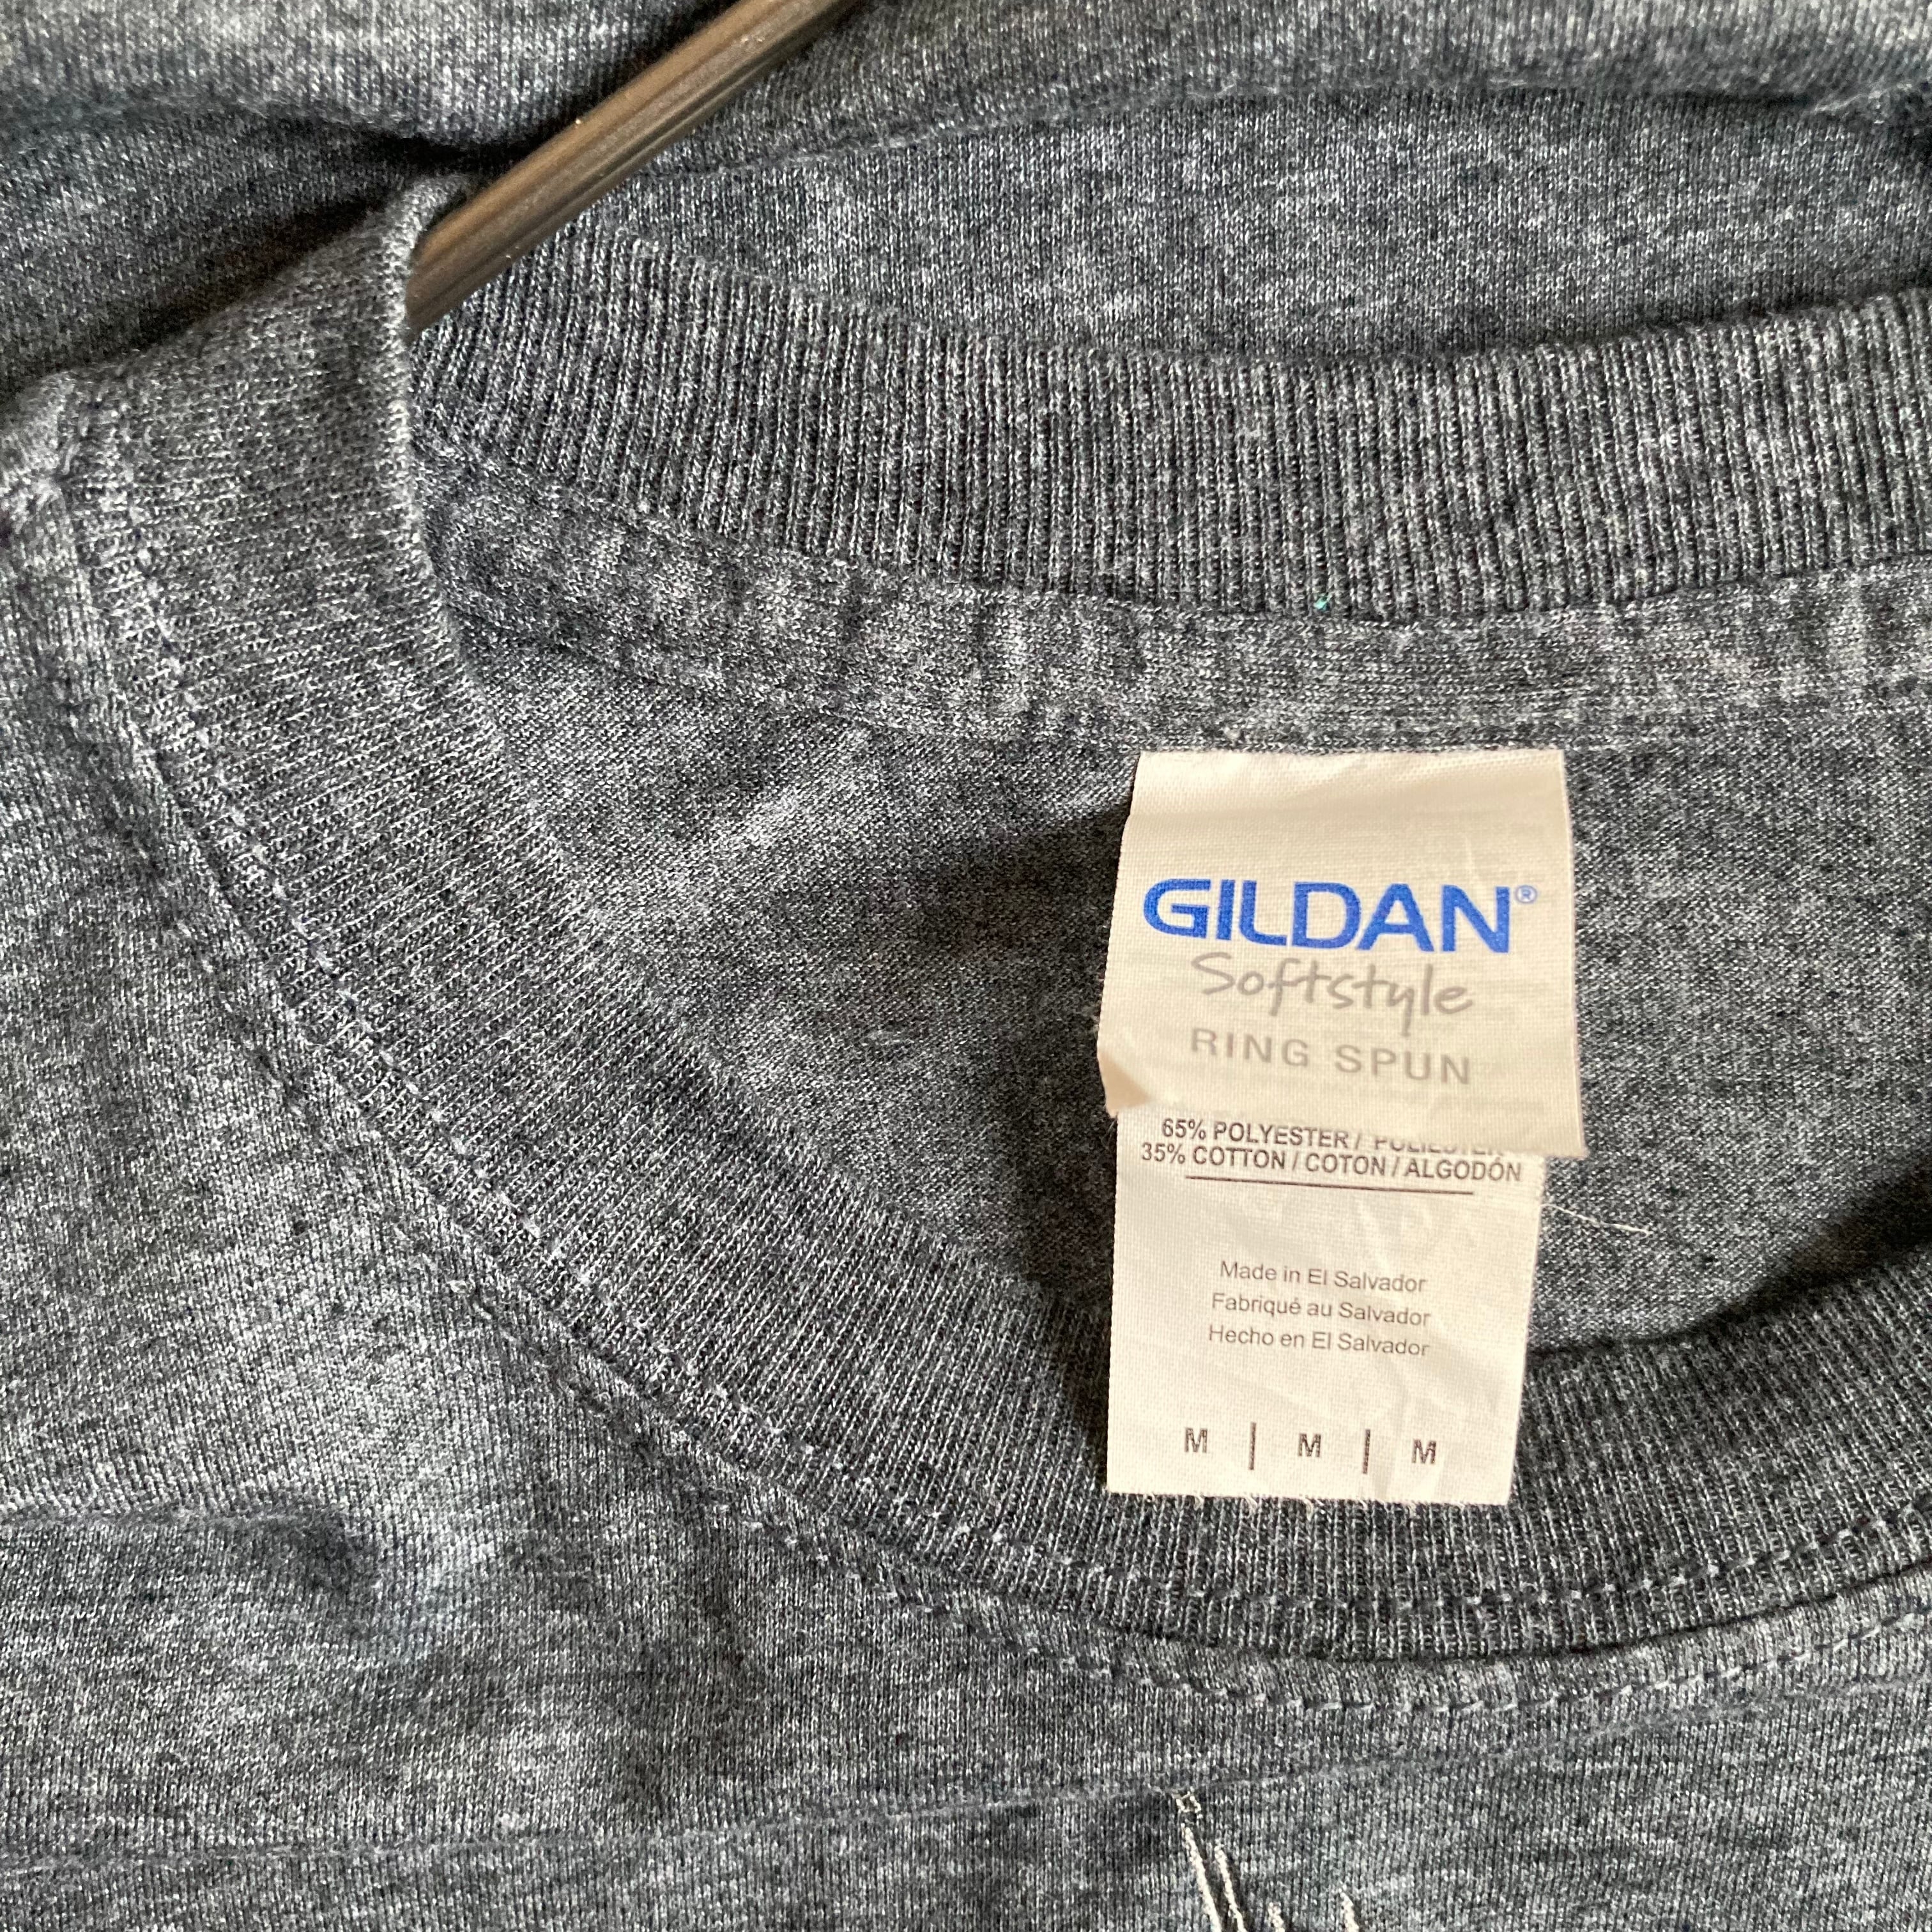 GILDAN®
Softstyle
RING SPUN
65% POLYESTER / POLIÉSTER
35% COTTON / COTON / ALGODÓN
Made in El Salvador
Fabriqué au Salvador
Hecho en El Salvador
M | M | M